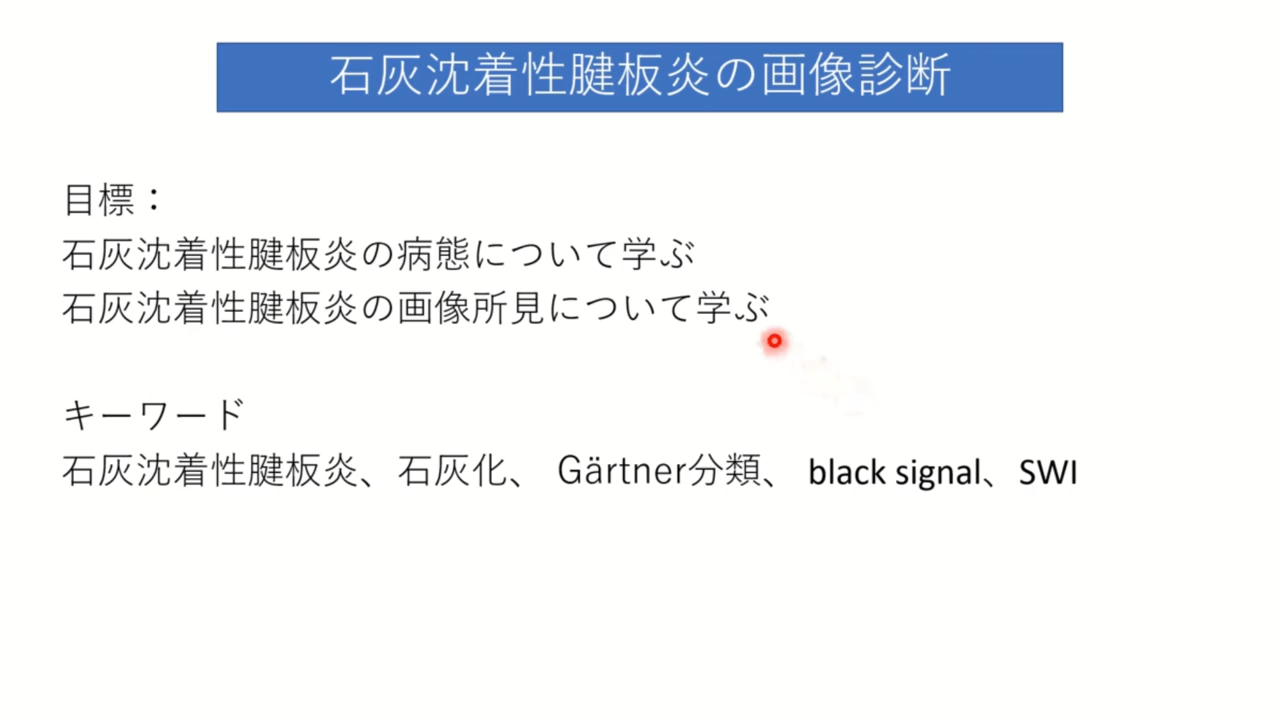 石灰沈着性腱板炎の画像診断
目標：
石灰沈着性腱板炎の病態について学ぶ
石灰沈着性腱板炎の画像所見について学ぶ
キーワード
石灰沈着性腱板炎、石灰化、 Gärtner分類、 black signal、SWI